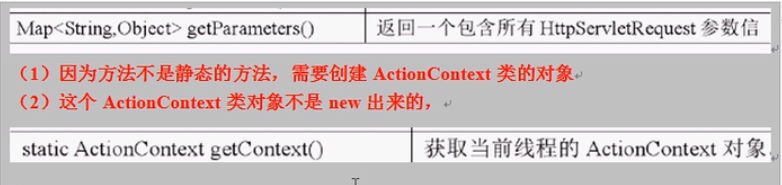 Map<String,Object> getParameters() 返回一个包含所有 HttpServletRequest 参数信
（1）因为方法不是静态的方法，需要创建 ActionContext 类的对象
（2）这个 ActionContext 类对象不是 new 出来的，
static ActionContext getContext() 获取当前线程的 ActionContext 对象.